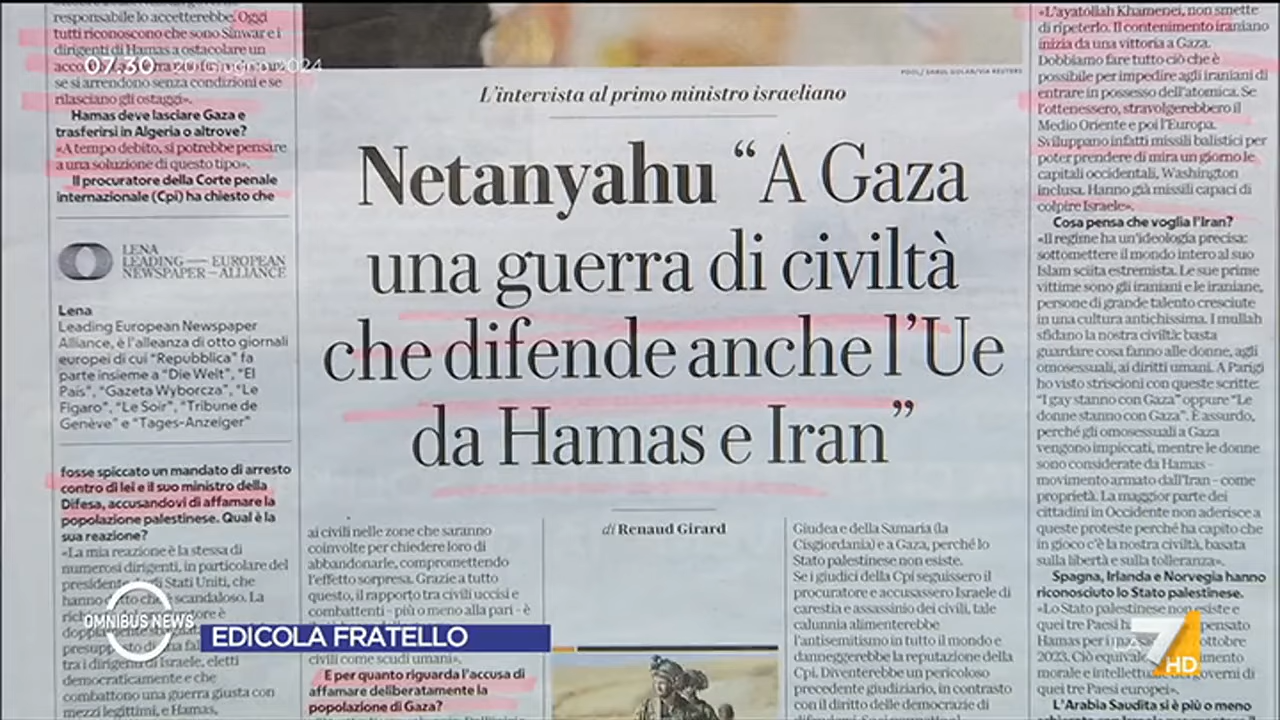 responsabile lo accetterebbe. Oggi
tutti riconoscono che sono Sinwar e i
dirigenti di Hamas a ostacolare un
07:30 20 Giugno 2024
se si arrendono senza condizioni e se
rilasciano gli ostaggi».
Hamas deve lasciare Gaza e
trasferirsi in Algeria o altrove?
«A tempo debito, si potrebbe pensare
a una soluzione di questo tipo».
Il procuratore della Corte penale
internazionale (Cpi) ha chiesto che
LENA
LEADING — EUROPEAN
NEWSPAPER — ALLIANCE
Lena
Leading European Newspaper
Alliance, è l'alleanza di otto giornali
europei di cui "Repubblica" fa
parte insieme a "Die Welt", "El
País", "Gazeta Wyborcza", "Le
Figaro", "Le Soir", "Tribune de
Genève" e "Tages-Anzeiger"
fosse spiccato un mandato di arresto
contro di lei e il suo ministro della
Difesa, accusandovi di affamare la
popolazione palestinese. Qual è la
sua reazione?
«La mia reazione è la stessa di
numerosi dirigenti, in particolare del
presidente Stati Uniti, che
hanno detto che è scandaloso. La
tra i dirigenti di Israele, eletti
democraticamente e che
combattono una guerra giusta con
mezzi legittimi, e Hamas,
POOL/ SHAUL GOLAN/VIA REUTERS
L'intervista al primo ministro israeliano
Netanyahu “A Gaza
una guerra di civiltà
che difende anche l'Ue
da Hamas e Iran”
di Renaud Girard
ai civili nelle zone che saranno
coinvolte per chiedere loro di
abbandonarle, compromettendo
l'effetto sorpresa. Grazie a tutto
questo, il rapporto tra civili uccisi e
combattenti - più o meno alla pari - è
civili come scudi umani».
E per quanto riguarda l'accusa di
affamare deliberatamente la
popolazione di Gaza?
Giudea e della Samaria (la
Cisgiordania) e a Gaza, perché lo
Stato palestinese non esiste.
Se i giudici della Cpi seguissero il
procuratore e accusassero Israele di
carestia e assassinio dei civili, tale
calunnia alimenterebbe
l'antisemitismo in tutto il mondo e
danneggerebbe la reputazione della
Cpi. Diventerebbe un pericoloso
precedente giudiziario, in contrasto
con il diritto delle democrazie di
«L'ayatollah Khamenei, non smette
di ripeterlo. Il contenimento iraniano
inizia da una vittoria a Gaza.
Dobbiamo fare tutto ciò che è
possibile per impedire agli iraniani di
entrare in possesso dell'atomica. Se
l'ottenessero, stravolgerebbero il
Medio Oriente e poi l'Europa.
Sviluppano infatti missili balistici per
poter prendere di mira un giorno le
capitali occidentali, Washington
inclusa. Hanno già missili capaci di
colpire Israele».
Cosa pensa che voglia l'Iran?
«Il regime ha un'ideologia precisa:
sottomettere il mondo intero al suo
Islam sciita estremista. Le sue prime
vittime sono gli iraniani e le iraniane,
persone di grande talento cresciute
in una cultura antichissima. I mullah
sfidano la nostra civiltà: basta
guardare cosa fanno alle donne, agli
omosessuali, ai diritti umani. A Parigi
ho visto striscioni con queste scritte:
“I gay stanno con Gaza” oppure “Le
donne stanno con Gaza”. È assurdo,
perché gli omosessuali a Gaza
vengono impiccati, mentre le donne
sono considerate da Hamas -
movimento armato dall'Iran - come
proprietà. La maggior parte dei
cittadini in Occidente non aderisce a
queste proteste perché ha capito che
in gioco c'è la nostra civiltà, basata
sulla libertà e sulla tolleranza».
Spagna, Irlanda e Norvegia hanno
riconosciuto lo Stato palestinese.
«Lo Stato palestinese non esiste e
quei tre Paesi
Hamas per ottobre
2023. Ciò
morale e governi di
quei tre Paesi europei».
L'Arabia Saudita si è più o meno
OMNIBUS NEWS
EDICOLA FRATELLO
7 HD